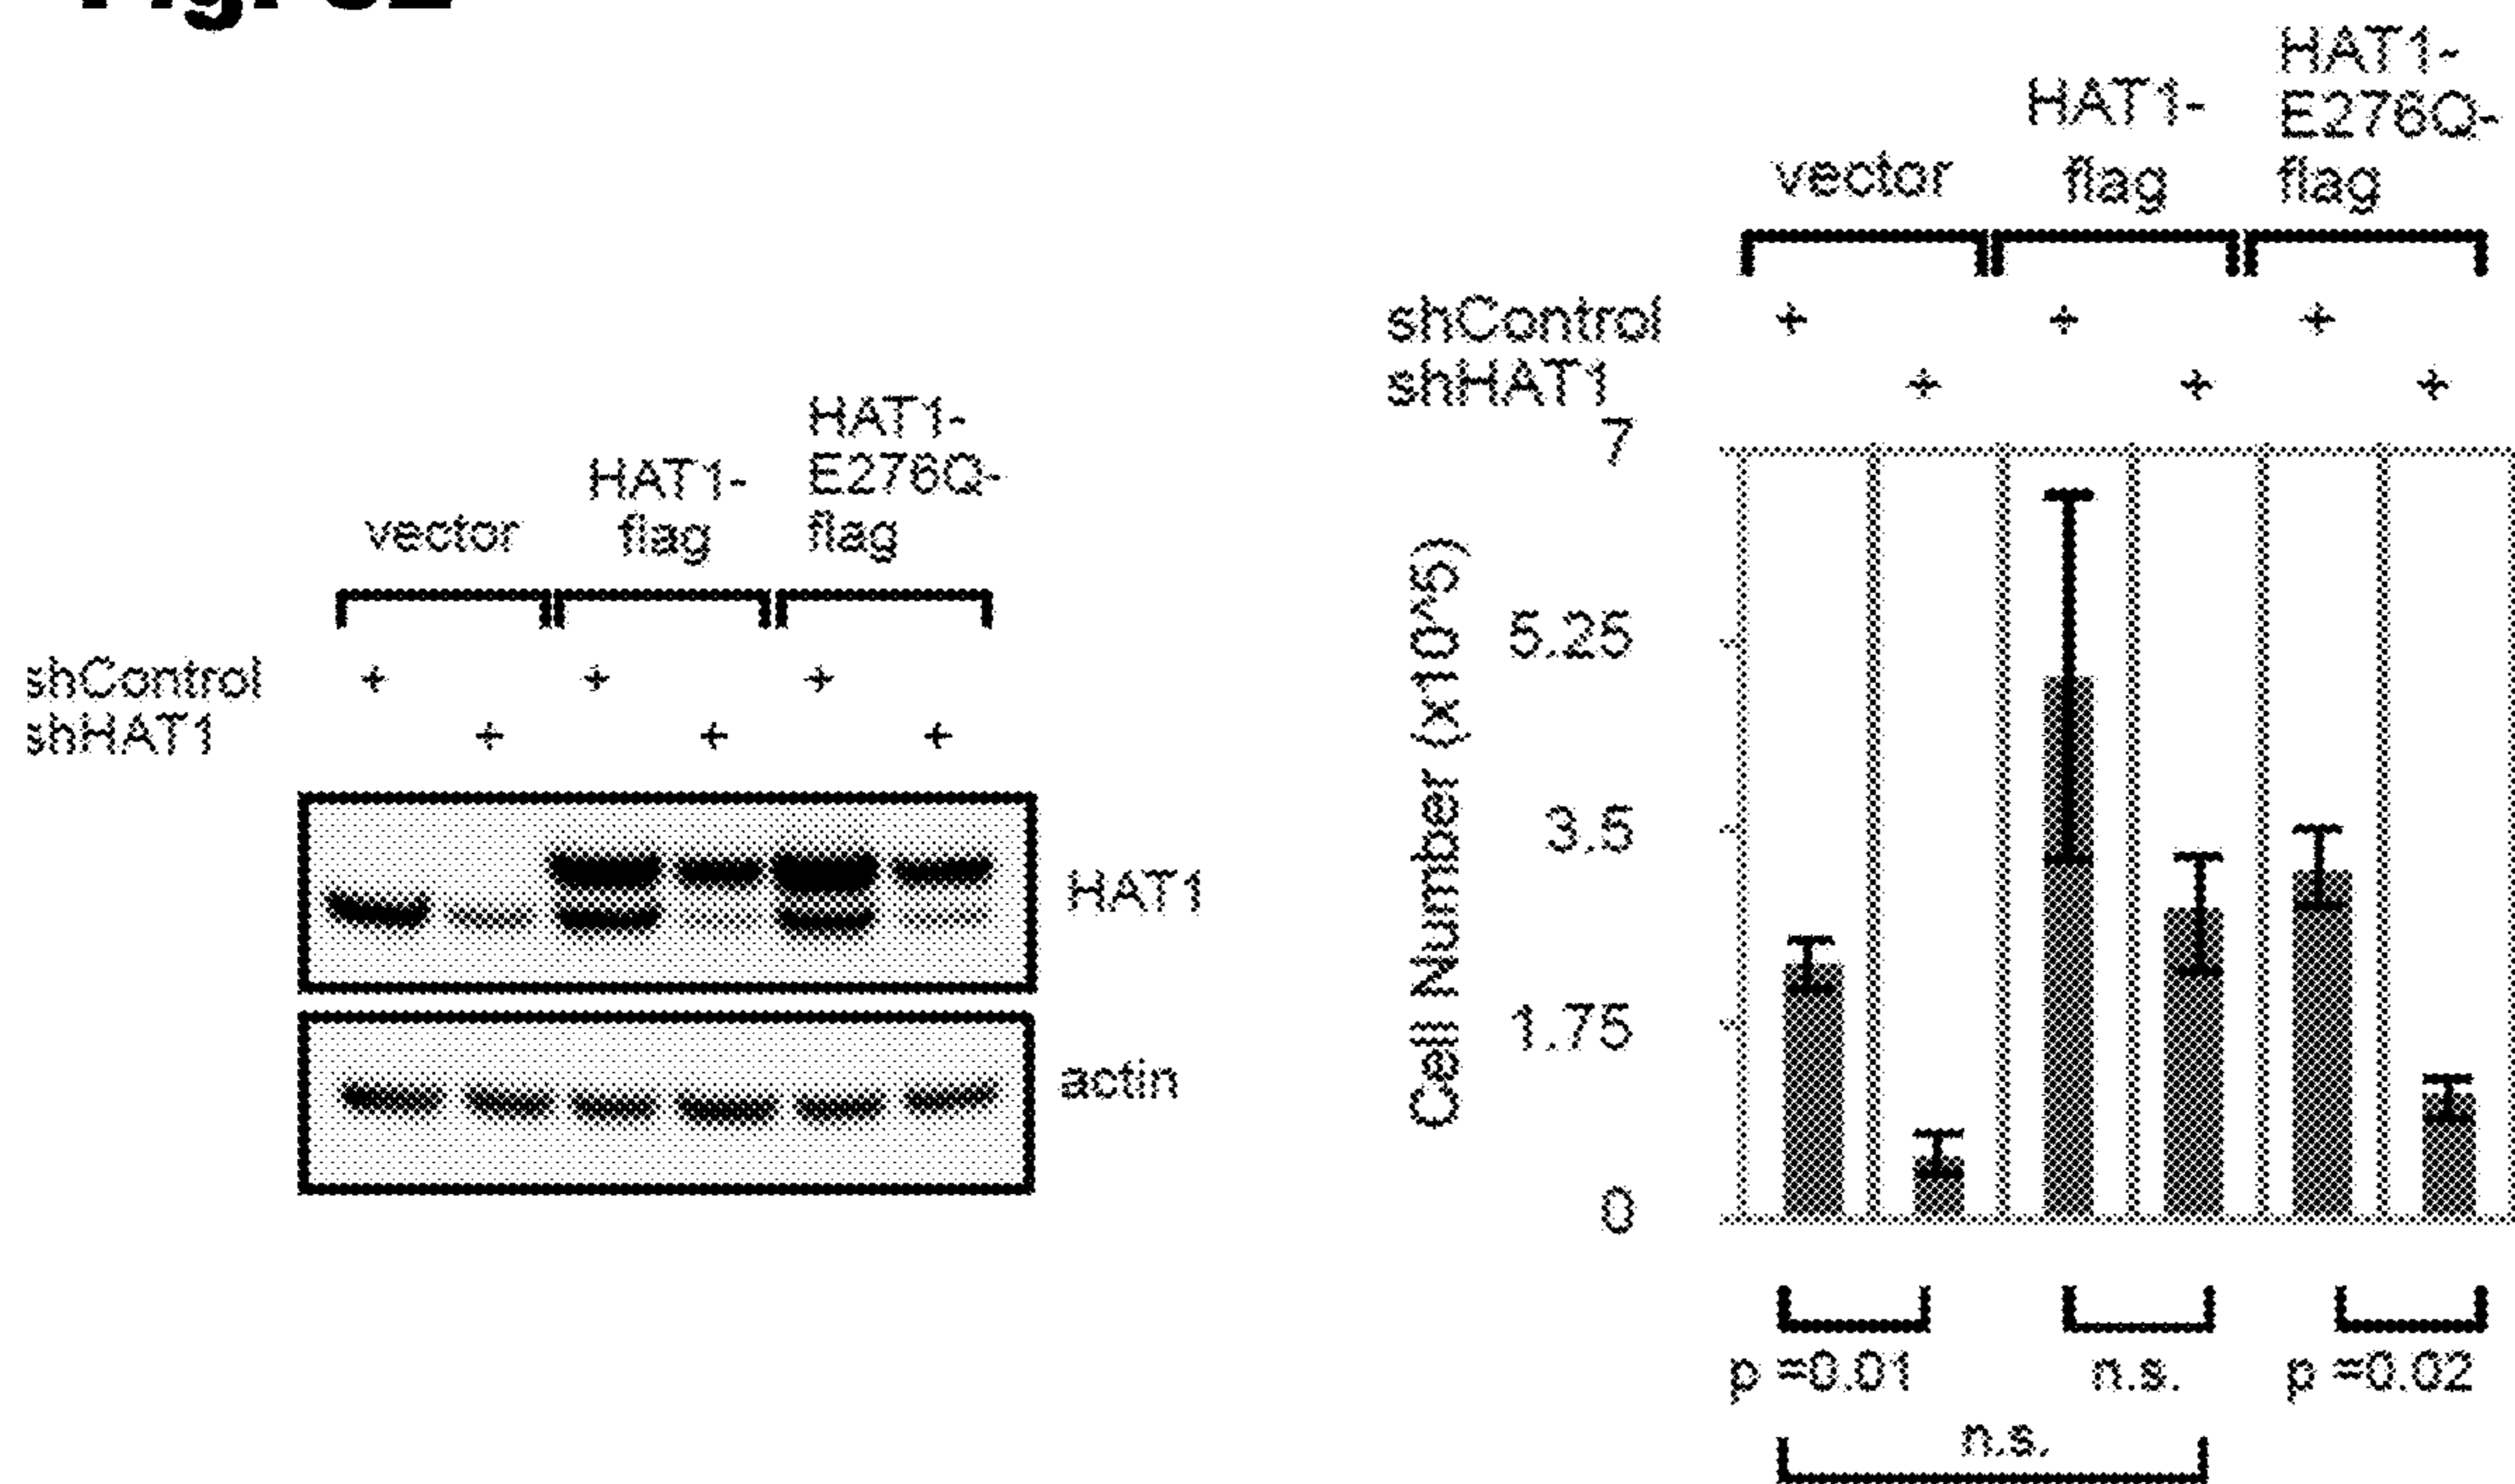 vector
HAT1-
flag
HAT1-
E276Q-
flag
shControl + + +
shHAT1 + + +
HAT1
actin
vector
HAT1-
flag
HAT1-
E276Q-
flag
shControl + + +
shHAT1 + + +
Cell Number (x10^5)
7
5.25
3.5
1.75
0
p =0.01
n.s.
p =0.02
n.s.